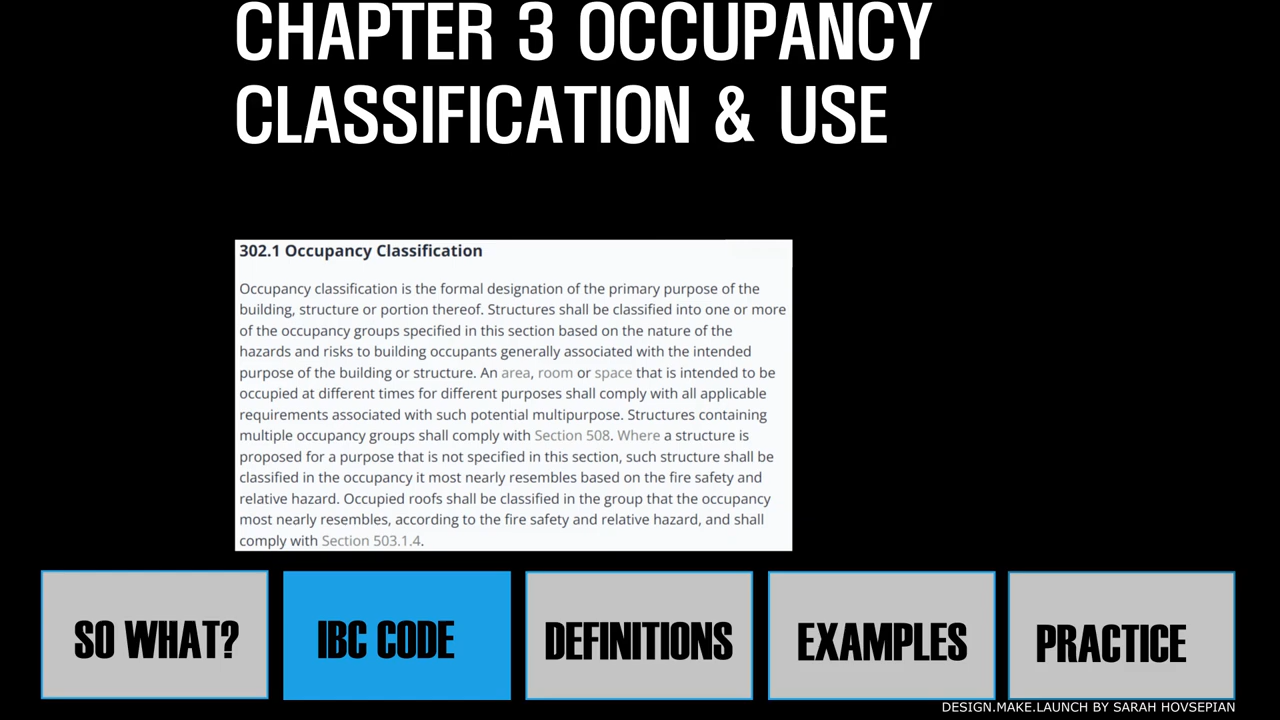 CHAPTER 3 OCCUPANCY
CLASSIFICATION & USE
302.1 Occupancy Classification
Occupancy classification is the formal designation of the primary purpose of the
building, structure or portion thereof. Structures shall be classified into one or more
of the occupancy groups specified in this section based on the nature of the
hazards and risks to building occupants generally associated with the intended
purpose of the building or structure. An area, room or space that is intended to be
occupied at different times for different purposes shall comply with all applicable
requirements associated with such potential multipurpose. Structures containing
multiple occupancy groups shall comply with Section 508. Where a structure is
proposed for a purpose that is not specified in this section, such structure shall be
classified in the occupancy it most nearly resembles based on the fire safety and
relative hazard. Occupied roofs shall be classified in the group that the occupancy
most nearly resembles, according to the fire safety and relative hazard, and shall
comply with Section 503.1.4.
SO WHAT?
IBC CODE
DEFINITIONS
EXAMPLES
PRACTICE
DESIGN.MAKE.LAUNCH BY SARAH HOVSEPIAN